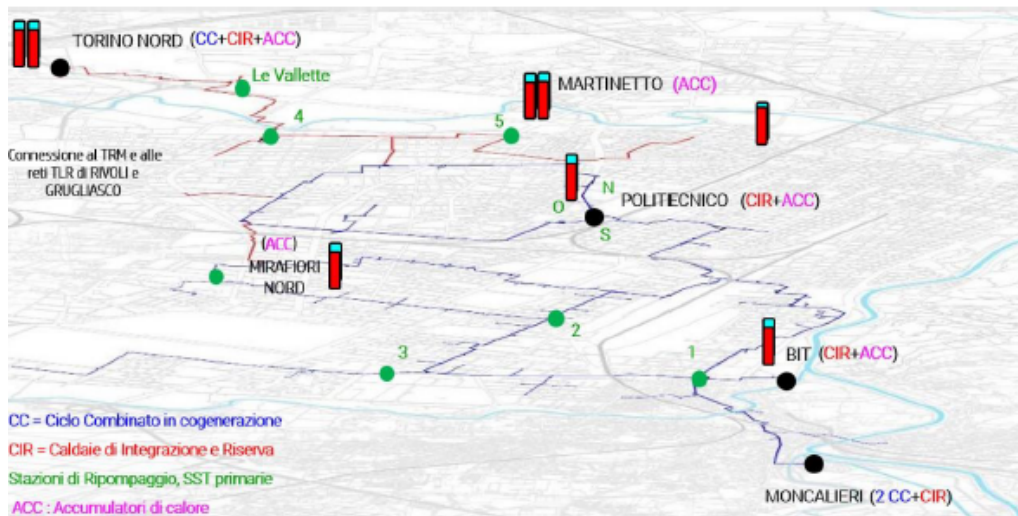 TORINO NORD (CC+CIR+ACC)
Le Vallette
MARTINETTO (ACC)
4
5
Connessione al TRM e alle
reti TLR di RIVOLI e
GRUGLIASCO
N
O
POLITECNICO (CIR+ACC)
S
(ACC)
MIRAFIORI
NORD
2
3
1
BIT (CIR+ACC)
CC = Ciclo Combinato in cogenerazione
CIR = Caldaie di Integrazione e Riserva
Stazioni di Ripompaggio, SST primarie
ACC : Accumulatori di calore
MONCALIERI (2 CC+CIR)